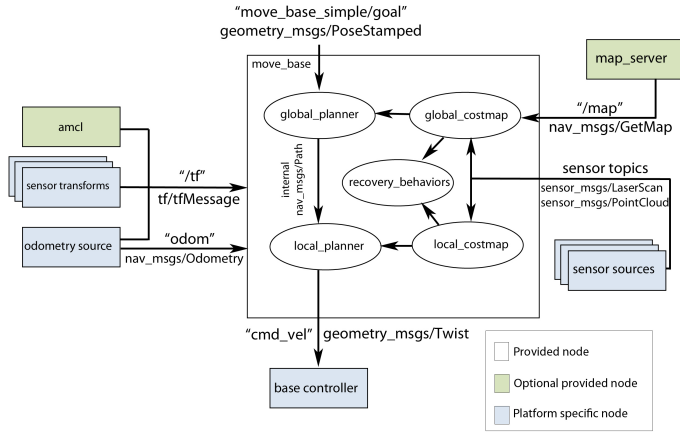 “move_base_simple/goal”
geometry_msgs/PoseStamped
move_base
map_server
global_planner
global_costmap
“/map”
nav_msgs/GetMap
amcl
sensor transforms
“/tf”
tf/tfMessage
internal
nav_msgs/Path
recovery_behaviors
sensor topics
sensor_msgs/LaserScan
sensor_msgs/PointCloud
odometry source
“odom”
nav_msgs/Odometry
local_planner
local_costmap
sensor sources
“cmd_vel”
geometry_msgs/Twist
base controller
Provided node
Optional provided node
Platform specific node